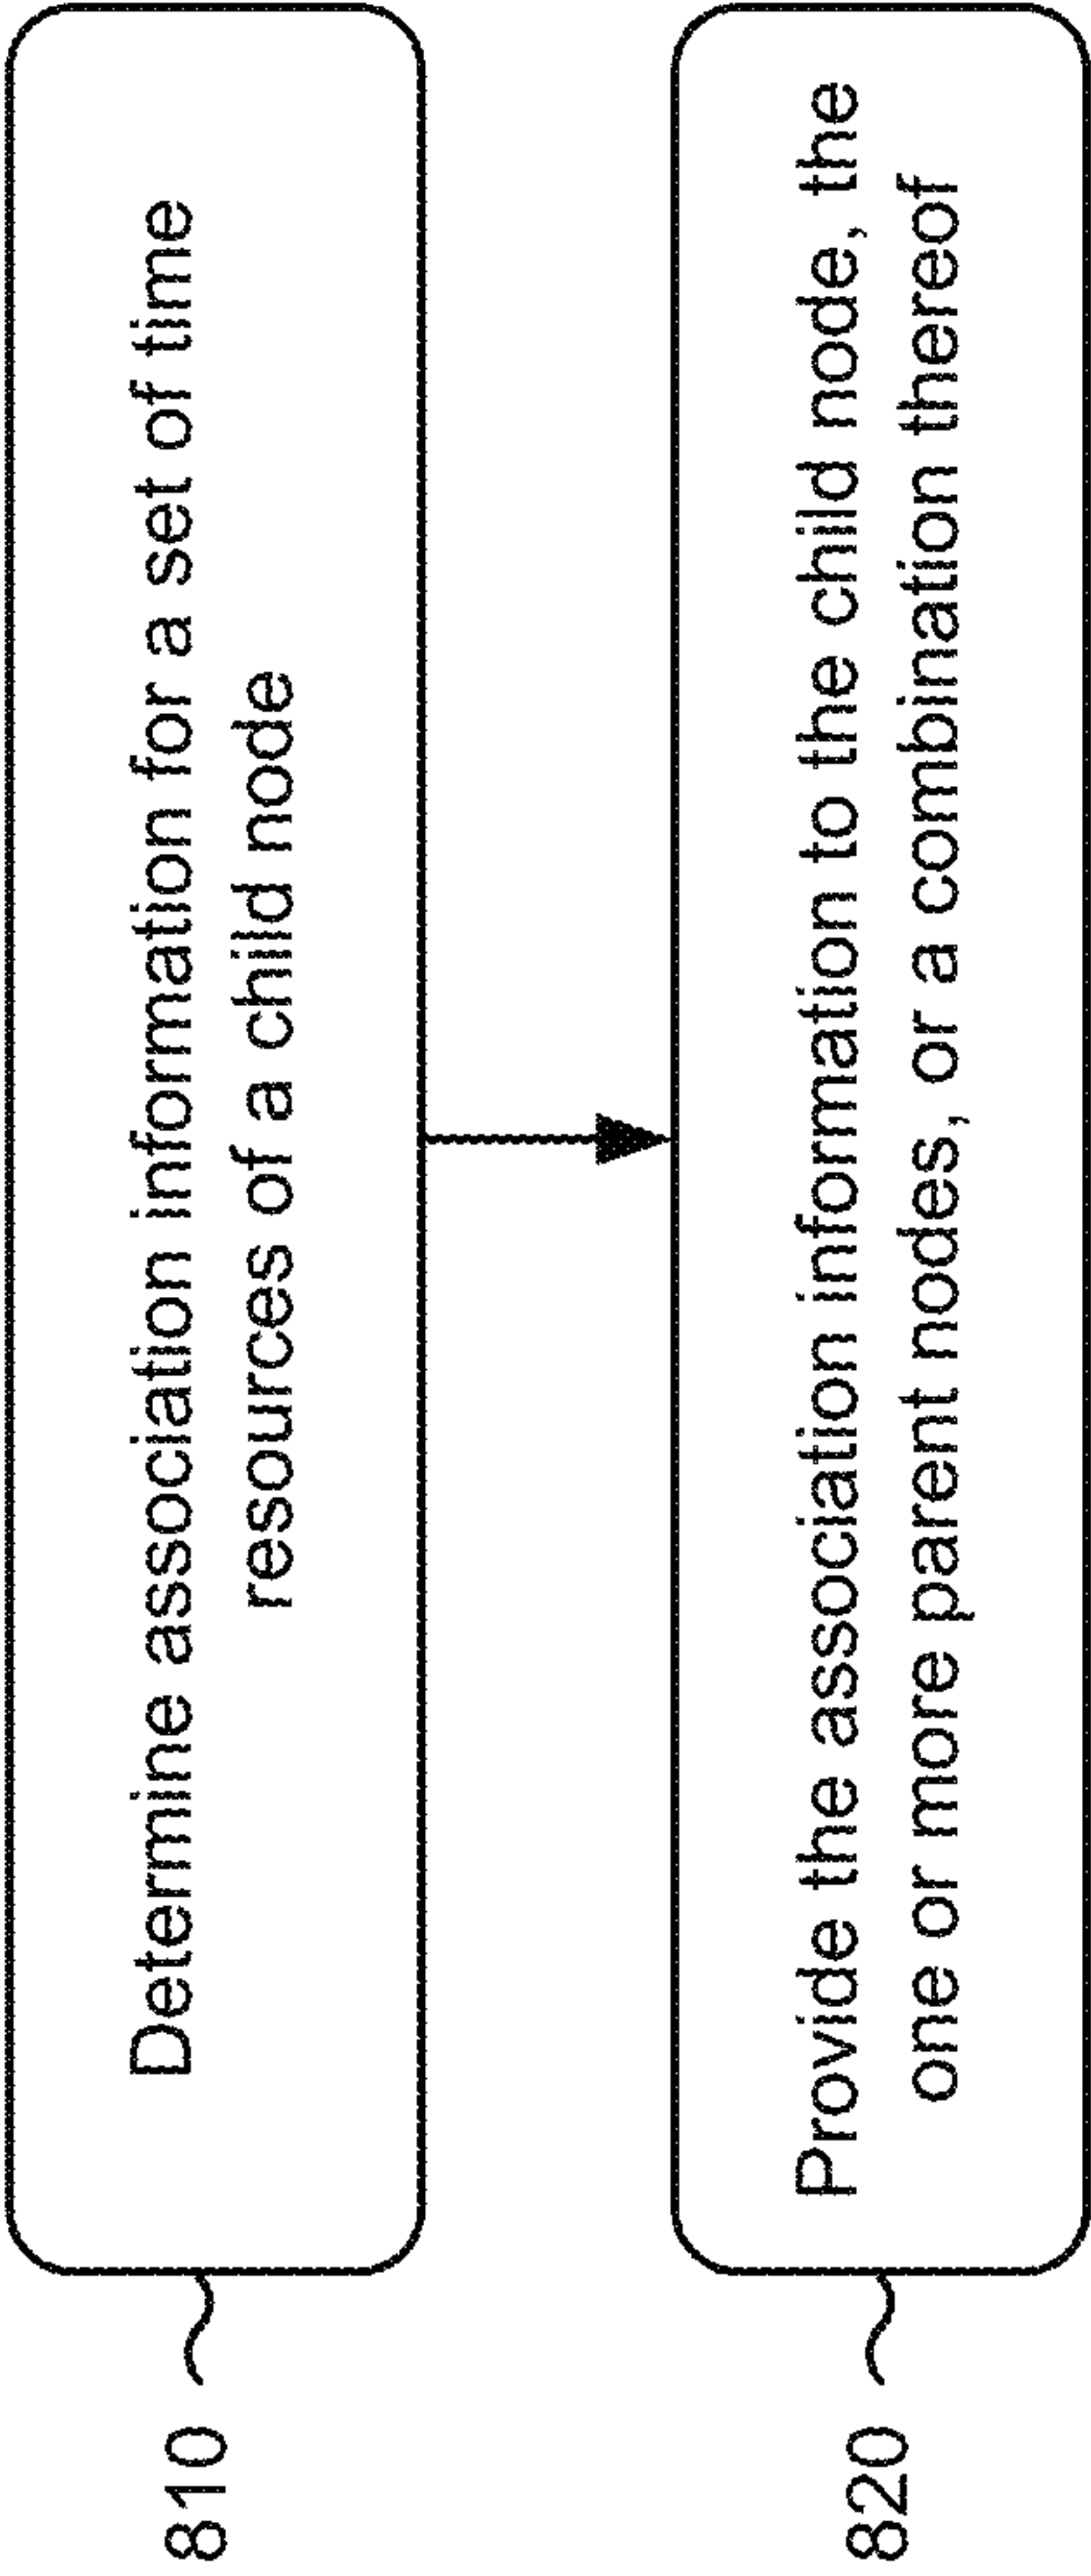 810
Determine association information for a set of time
resources of a child node
820
Provide the association information to the child node, the
one or more parent nodes, or a combination thereof